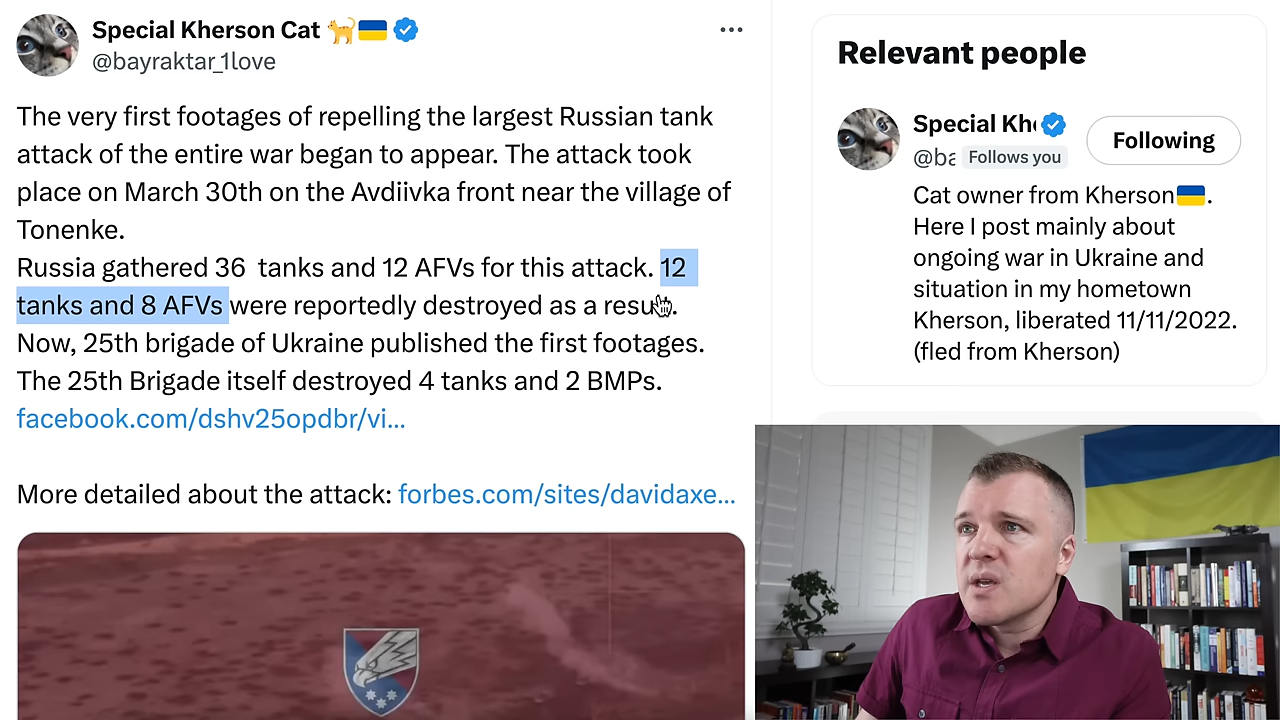 Special Kherson Cat 🐈🇺🇦
@bayraktar_1love
The very first footages of repelling the largest Russian tank
attack of the entire war began to appear. The attack took
place on March 30th on the Avdiivka front near the village of
Tonenke.
Russia gathered 36  tanks and 12 AFVs for this attack. 12
tanks and 8 AFVs were reportedly destroyed as a result.
Now, 25th brigade of Ukraine published the first footages.
The 25th Brigade itself destroyed 4 tanks and 2 BMPs.
facebook.com/dshv25opdbr/vi...
More detailed about the attack: forbes.com/sites/davidaxe...
Relevant people
Special Kh
@ba Follows you
Following
Cat owner from Kherson🇺🇦.
Here I post mainly about
ongoing war in Ukraine and
situation in my hometown
Kherson, liberated 11/11/2022.
(fled from Kherson)